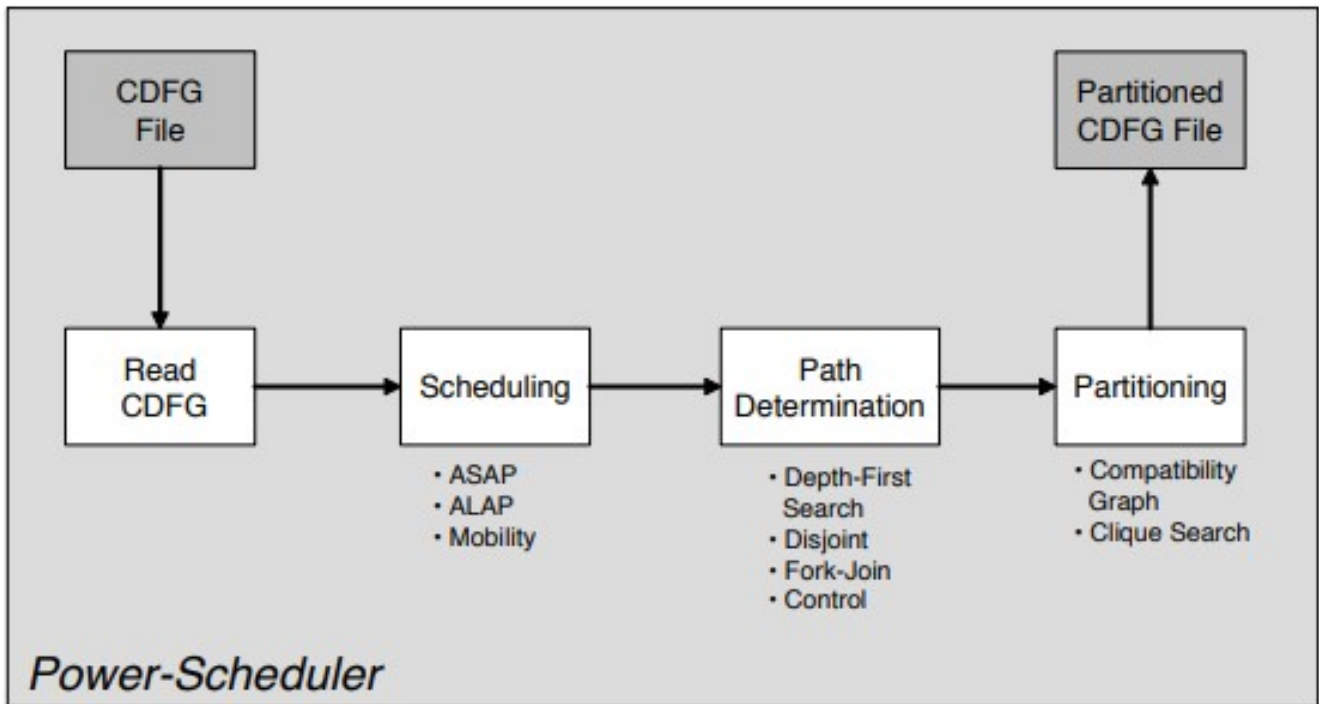 CDFG
File
Partitioned
CDFG File
Read
CDFG
Scheduling
Path
Determination
Partitioning
• ASAP
• ALAP
• Mobility
• Depth-First
Search
• Disjoint
• Fork-Join
• Control
• Compatibility
Graph
• Clique Search
Power-Scheduler